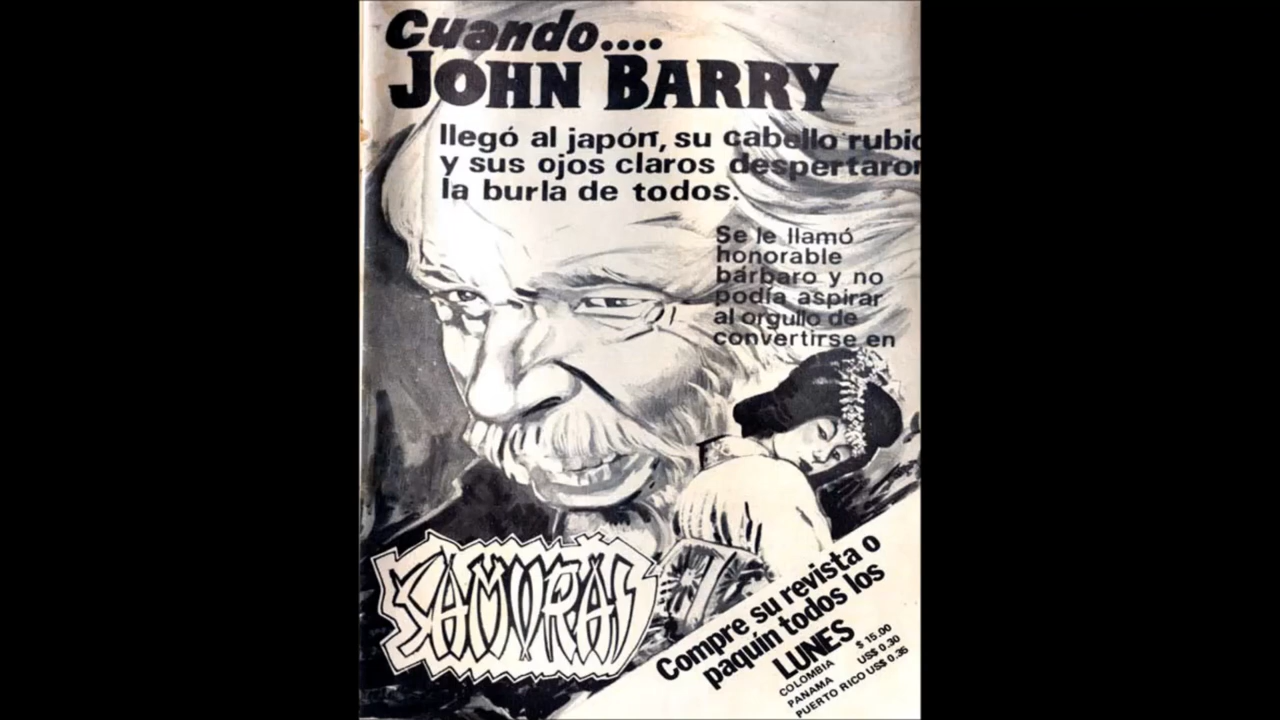 Cuando....
JOHN BARRY
llegó al japón, su cabello rubio
y sus ojos claros despertaron
la burla de todos.
Se le llamó
honorable
bárbaro y no
podía aspirar
al orgullo de
convertirse en
SAMURAI
Compre su revista o
paquín todos los
LUNES
COLOMBIA $ 15.00
PANAMA US$ 0.30
PUERTO RICO US$ 0.35